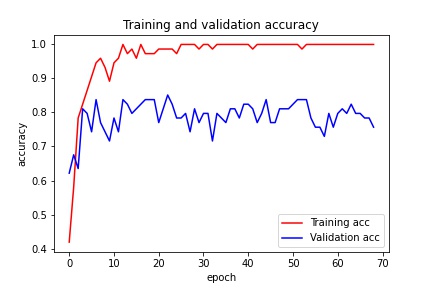 Training and validation accuracy
accuracy
1.0
0.9
0.8
0.7
0.6
0.5
0.4
Training acc
Validation acc
0 10 20 30 40 50 60 70
epoch